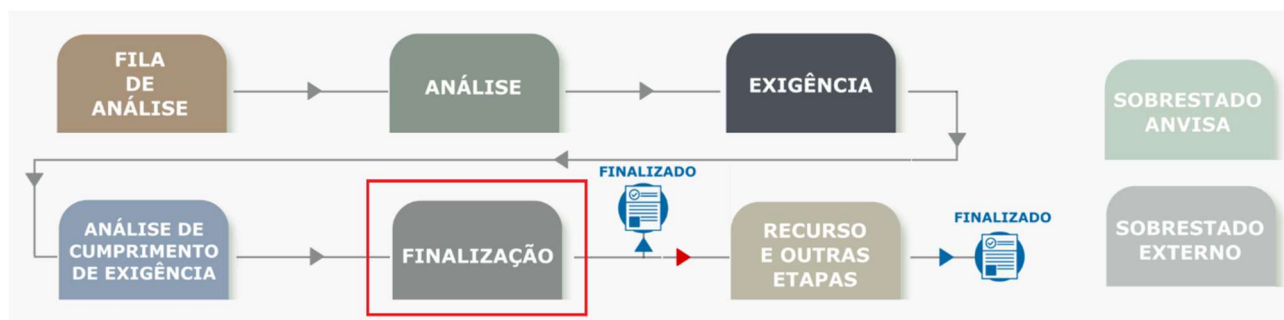 FILA
DE
ANÁLISE
ANÁLISE
EXIGÊNCIA
SOBRESTADO
ANVISA
ANÁLISE DE
CUMPRIMENTO
DE EXIGÊNCIA
FINALIZAÇÃO
FINALIZADO
RECURSO
E OUTRAS
ETAPAS
FINALIZADO
SOBRESTADO
EXTERNO